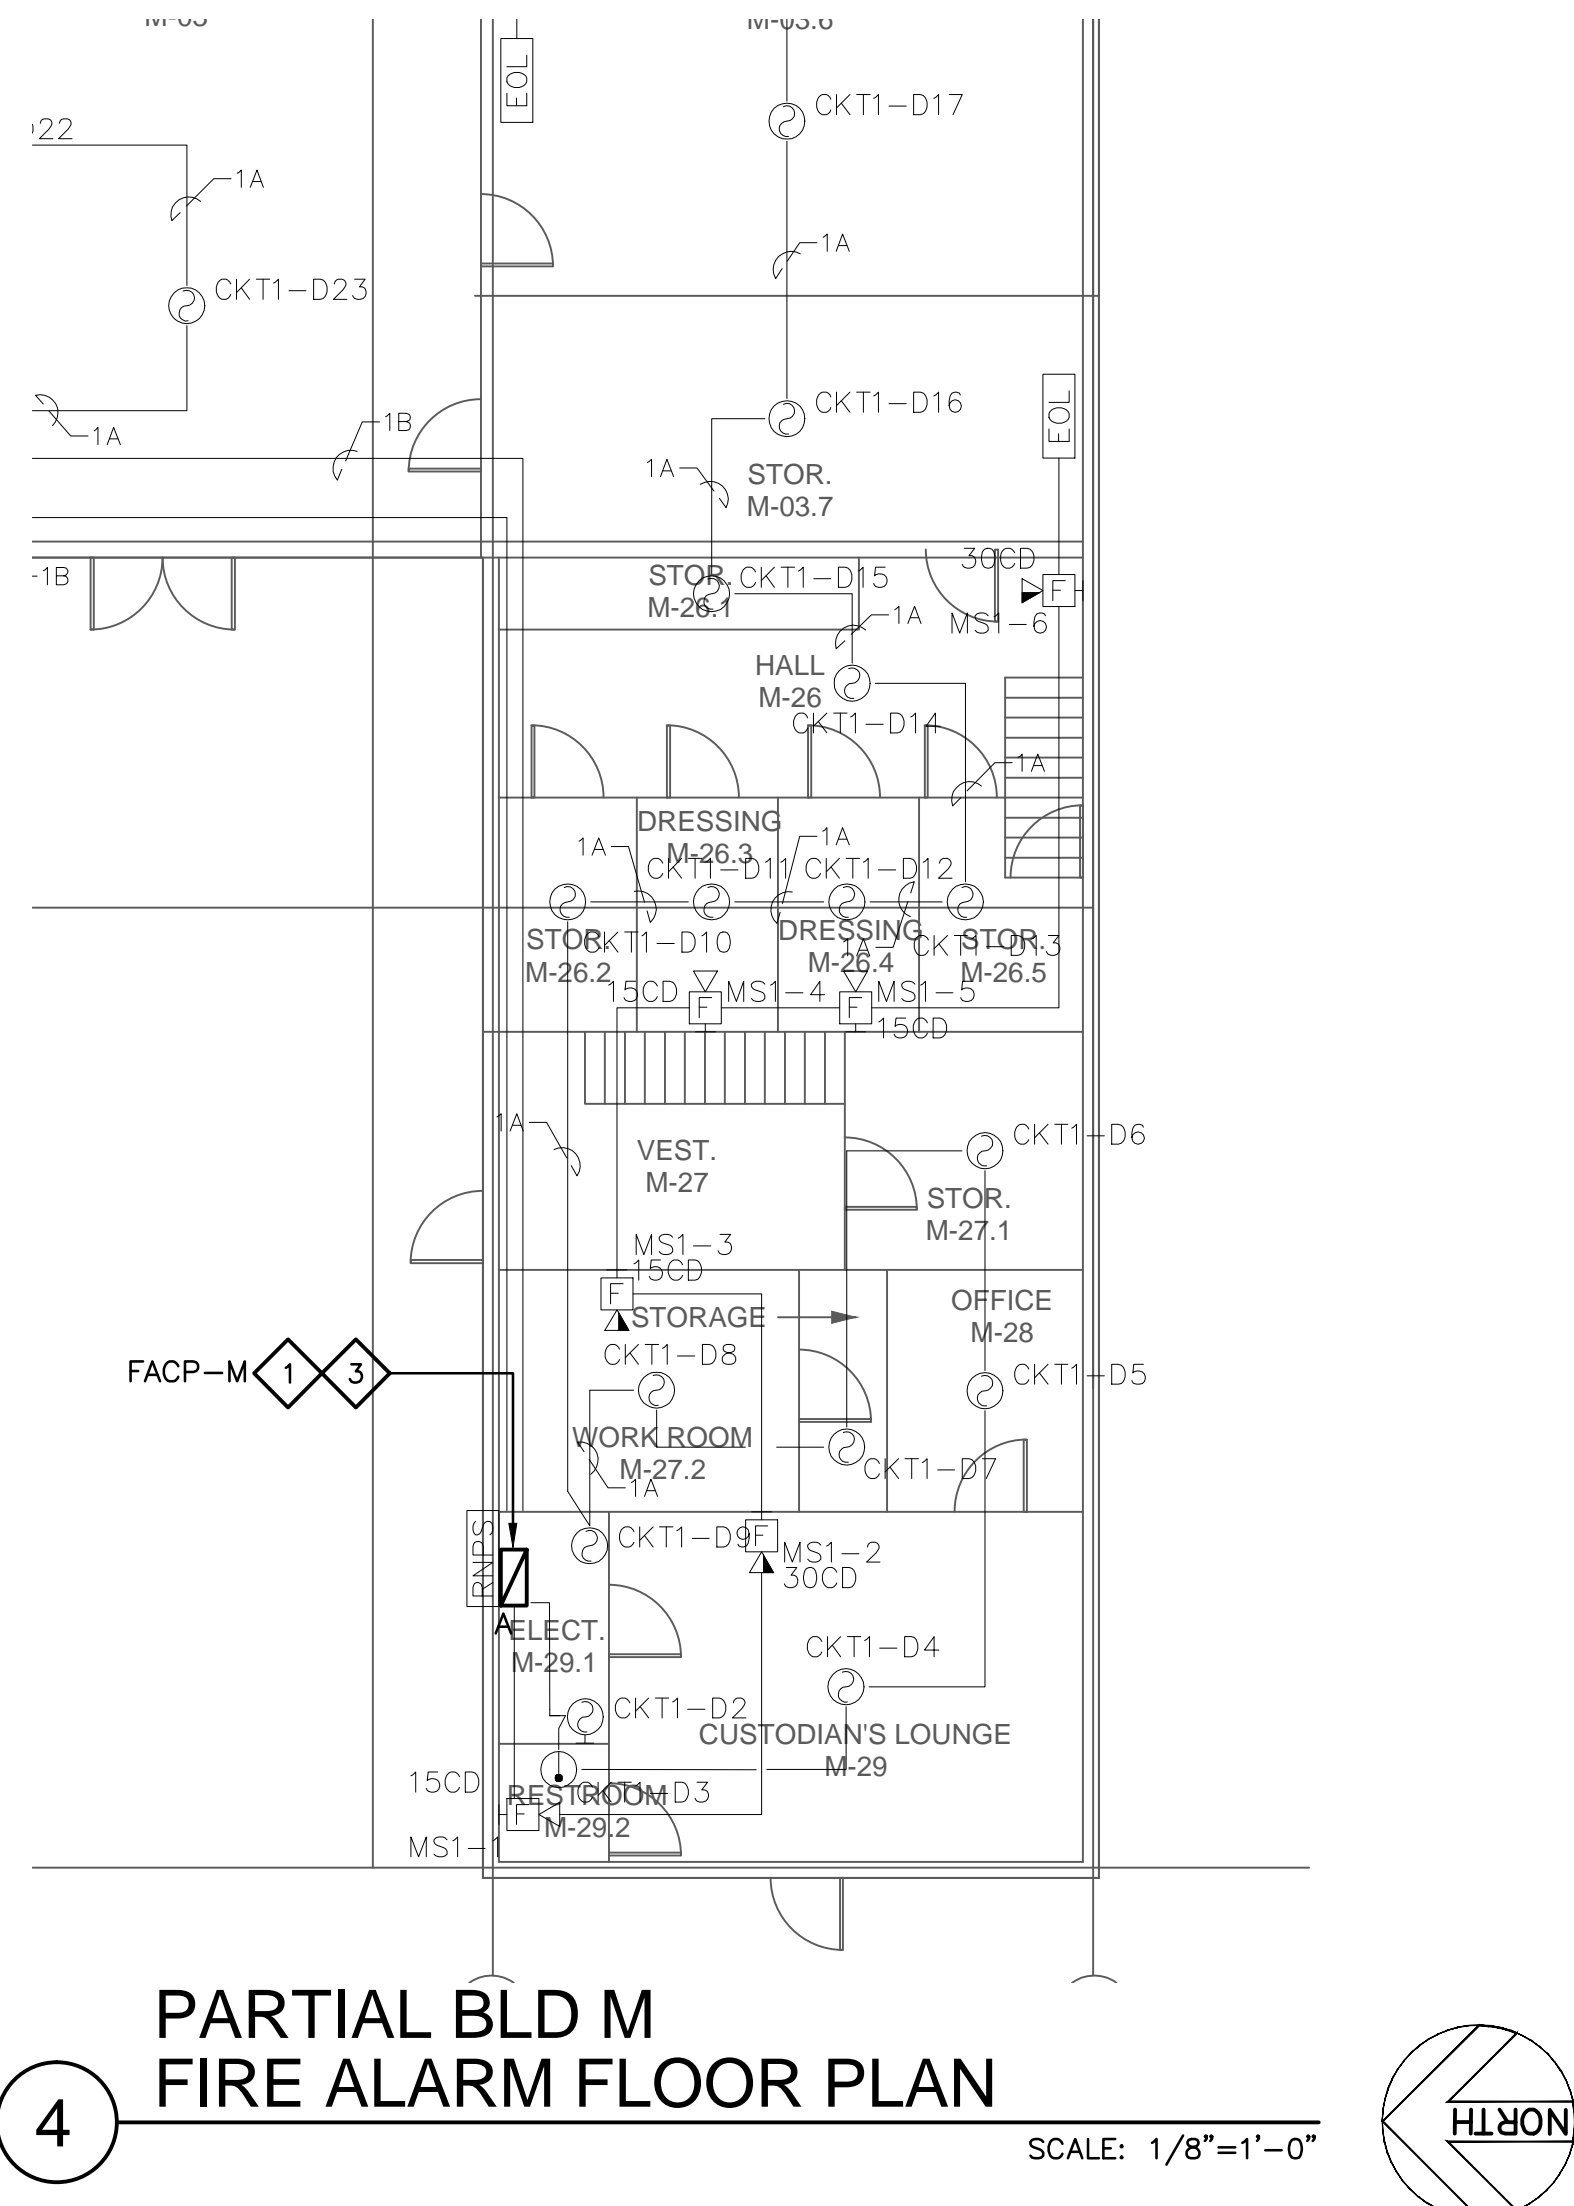 EOL
CKT1-D17
1A
1A
CKT1-D23
CKT1-D16
EOL
1A
1B
1A
STOR.
M-03.7
30CD
-1B
STOR.
M-26.1
CKT1-D15
MS1-6
1A
HALL
M-26
CKT1-D14
1A
DRESSING
M-26.3
1A
1A
CKT1-D11
CKT1-D12
STOR.
M-26.2
CKT1-D10
DRESSING
M-26.4
1A
CKT1-D13
STOR.
M-26.5
15CD
F
MS1-4
F
MS1-5
15CD
F
1A
VEST.
M-27
CKT1-D6
STOR.
M-27.1
MS1-3
15CD
F
STORAGE
OFFICE
M-28
CKT1-D8
FACP-M
1
3
CKT1-D5
WORK ROOM
M-27.2
1A
CKT1-D7
RNPS
CKT1-D9
F
MS1-2
30CD
A
ELECT.
M-29.1
CKT1-D4
CKT1-D2
CUSTODIAN'S LOUNGE
M-29
15CD
RESTROOM
M-29.2
CKT1-D3
F
MS1-1
PARTIAL BLD M
FIRE ALARM FLOOR PLAN
4
SCALE: 1/8"=1'-0"
NORTH